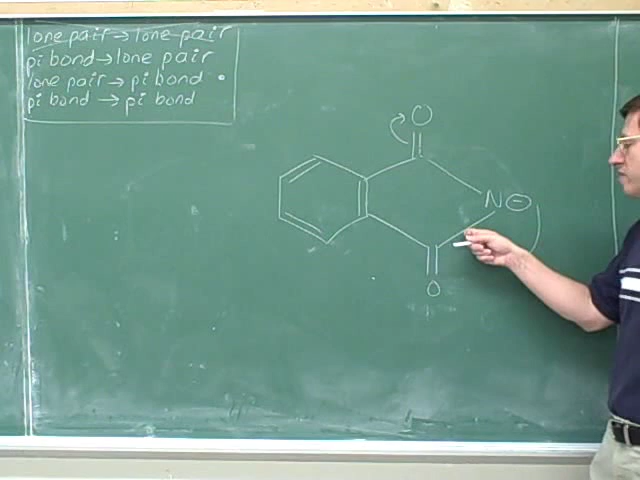 lone pair → lone pair
pi bond → lone pair
lone pair → pi bond •
pi bond → pi bond
O
N ⊖
O